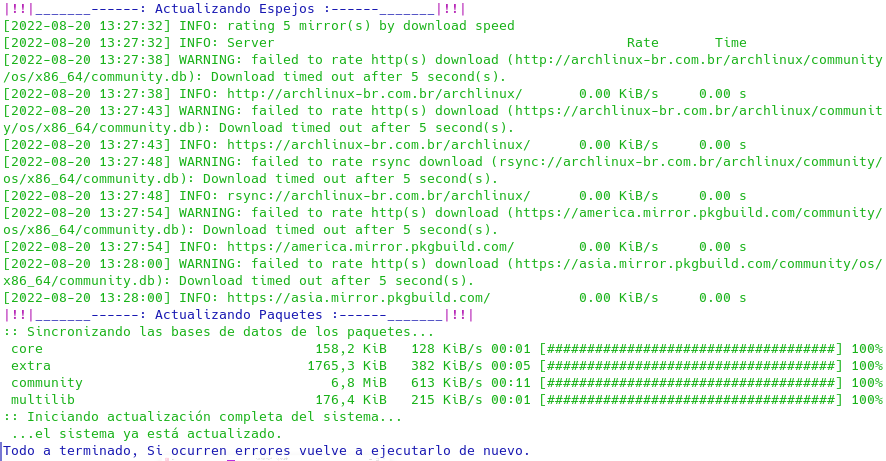 |!!|_______------: Actualizando Espejos :------_______|!!|
[2022-08-20 13:27:32] INFO: rating 5 mirror(s) by download speed
[2022-08-20 13:27:32] INFO: Server                                            Rate       Time
[2022-08-20 13:27:38] WARNING: failed to rate http(s) download (http://archlinux-br.com.br/archlinux/community
/os/x86_64/community.db): Download timed out after 5 second(s).
[2022-08-20 13:27:38] INFO: http://archlinux-br.com.br/archlinux/       0.00 KiB/s     0.00 s
[2022-08-20 13:27:43] WARNING: failed to rate http(s) download (https://archlinux-br.com.br/archlinux/communit
y/os/x86_64/community.db): Download timed out after 5 second(s).
[2022-08-20 13:27:43] INFO: https://archlinux-br.com.br/archlinux/      0.00 KiB/s     0.00 s
[2022-08-20 13:27:48] WARNING: failed to rate rsync download (rsync://archlinux-br.com.br/archlinux/community/
os/x86_64/community.db): Download timed out after 5 second(s).
[2022-08-20 13:27:48] INFO: rsync://archlinux-br.com.br/archlinux/      0.00 KiB/s     0.00 s
[2022-08-20 13:27:54] WARNING: failed to rate http(s) download (https://america.mirror.pkgbuild.com/community/
os/x86_64/community.db): Download timed out after 5 second(s).
[2022-08-20 13:27:54] INFO: https://america.mirror.pkgbuild.com/        0.00 KiB/s     0.00 s
[2022-08-20 13:28:00] WARNING: failed to rate http(s) download (https://asia.mirror.pkgbuild.com/community/os/
x86_64/community.db): Download timed out after 5 second(s).
[2022-08-20 13:28:00] INFO: https://asia.mirror.pkgbuild.com/           0.00 KiB/s     0.00 s
|!!|_______------: Actualizando Paquetes :------_______|!!|
:: Sincronizando las bases de datos de los paquetes...
 core                                  158,2 KiB   128 KiB/s 00:01 [####################################] 100%
 extra                                1765,3 KiB   382 KiB/s 00:05 [####################################] 100%
 community                               6,8 MiB   613 KiB/s 00:11 [####################################] 100%
 multilib                              176,4 KiB   215 KiB/s 00:01 [####################################] 100%
:: Iniciando actualización completa del sistema...
 ...el sistema ya está actualizado.
Todo a terminado, Si ocurren errores vuelve a ejecutarlo de nuevo.